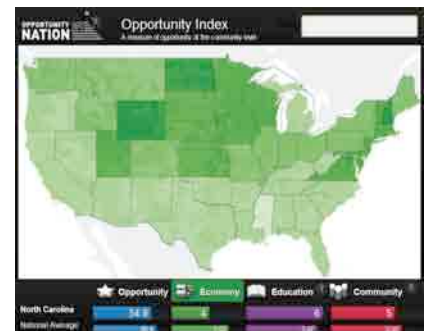 OPPORTUNITY
NATION
Opportunity Index
A measure of opportunity at the community level
Opportunity
Economy
Education
Community
North Carolina
4
6
5
National Average